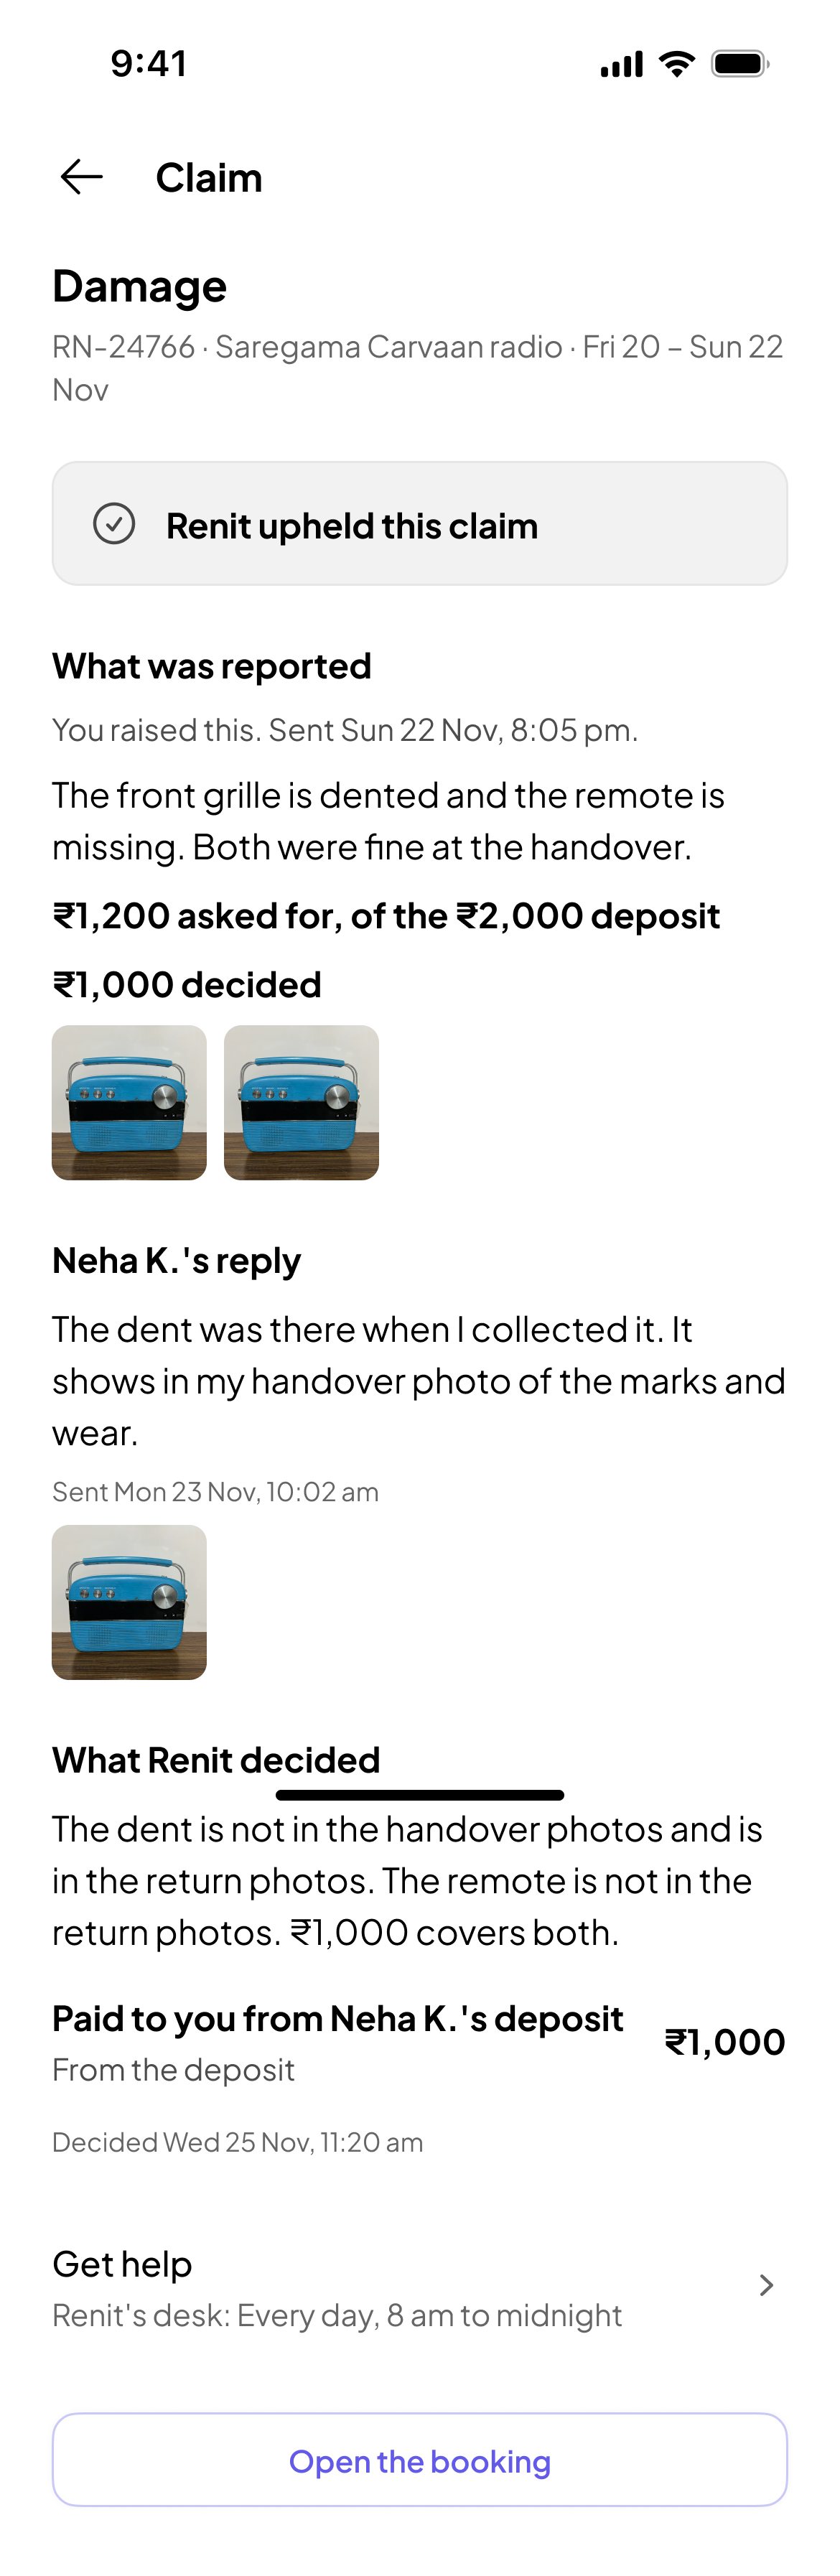 9:41
Claim
Damage
RN-24766 · Saregama Carvaan radio · Fri 20 – Sun 22
Nov
Renit upheld this claim
What was reported
You raised this. Sent Sun 22 Nov, 8:05 pm.
The front grille is dented and the remote is
missing. Both were fine at the handover.
₹1,200 asked for, of the ₹2,000 deposit
₹1,000 decided
Neha K.'s reply
The dent was there when I collected it. It
shows in my handover photo of the marks and
wear.
Sent Mon 23 Nov, 10:02 am
What Renit decided
The dent is not in the handover photos and is
in the return photos. The remote is not in the
return photos. ₹1,000 covers both.
Paid to you from Neha K.'s deposit
₹1,000
From the deposit
Decided Wed 25 Nov, 11:20 am
Get help
Renit's desk: Every day, 8 am to midnight
Open the booking